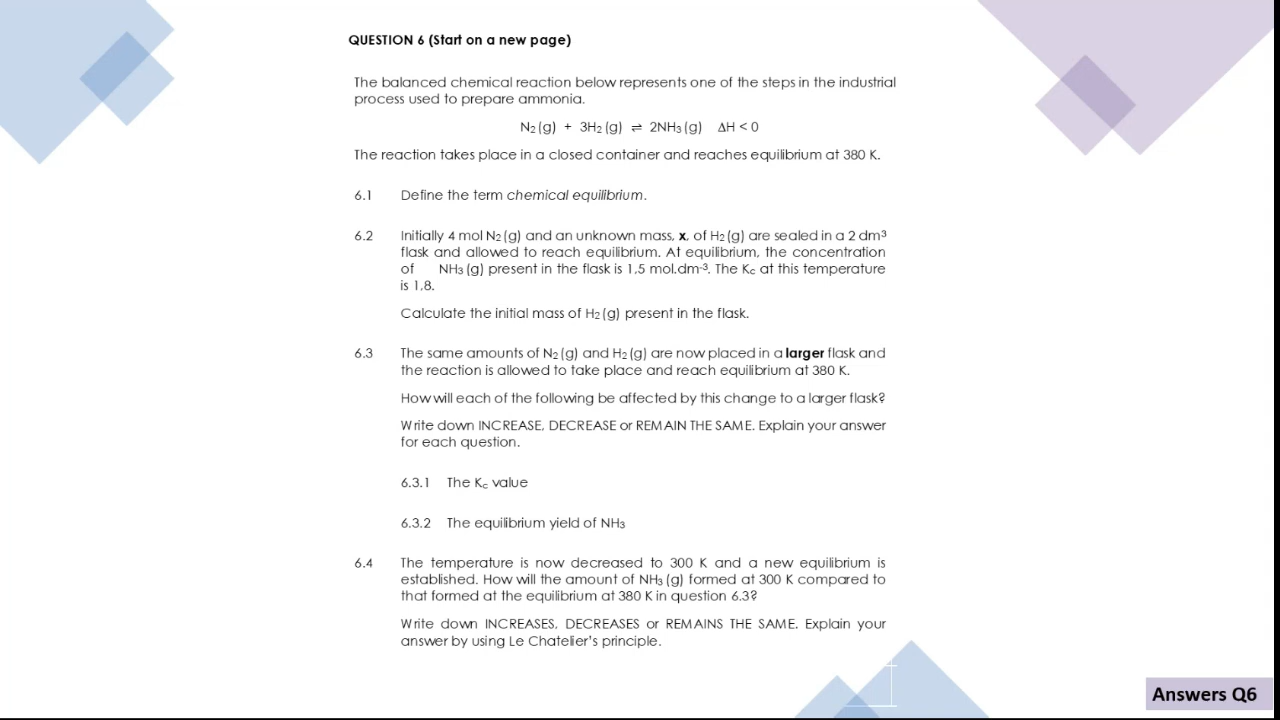 QUESTION 6 (Start on a new page)
The balanced chemical reaction below represents one of the steps in the industrial
process used to prepare ammonia.
N₂ (g) + 3H₂ (g) ⇌ 2NH₃ (g) ΔH < 0
The reaction takes place in a closed container and reaches equilibrium at 380 K.
6.1 Define the term chemical equilibrium.
6.2 Initially 4 mol N₂ (g) and an unknown mass, x, of H₂ (g) are sealed in a 2 dm³
flask and allowed to reach equilibrium. At equilibrium, the concentration
of NH₃ (g) present in the flask is 1,5 mol.dm⁻³. The Kc at this temperature
is 1,8.
Calculate the initial mass of H₂ (g) present in the flask.
6.3 The same amounts of N₂ (g) and H₂ (g) are now placed in a larger flask and
the reaction is allowed to take place and reach equilibrium at 380 K.
How will each of the following be affected by this change to a larger flask?
Write down INCREASE, DECREASE or REMAIN THE SAME. Explain your answer
for each question.
6.3.1 The Kc value
6.3.2 The equilibrium yield of NH₃
6.4 The temperature is now decreased to 300 K and a new equilibrium is
established. How will the amount of NH₃ (g) formed at 300 K compared to
that formed at the equilibrium at 380 K in question 6.3?
Write down INCREASES, DECREASES or REMAINS THE SAME. Explain your
answer by using Le Chatelier's principle.
Answers Q6